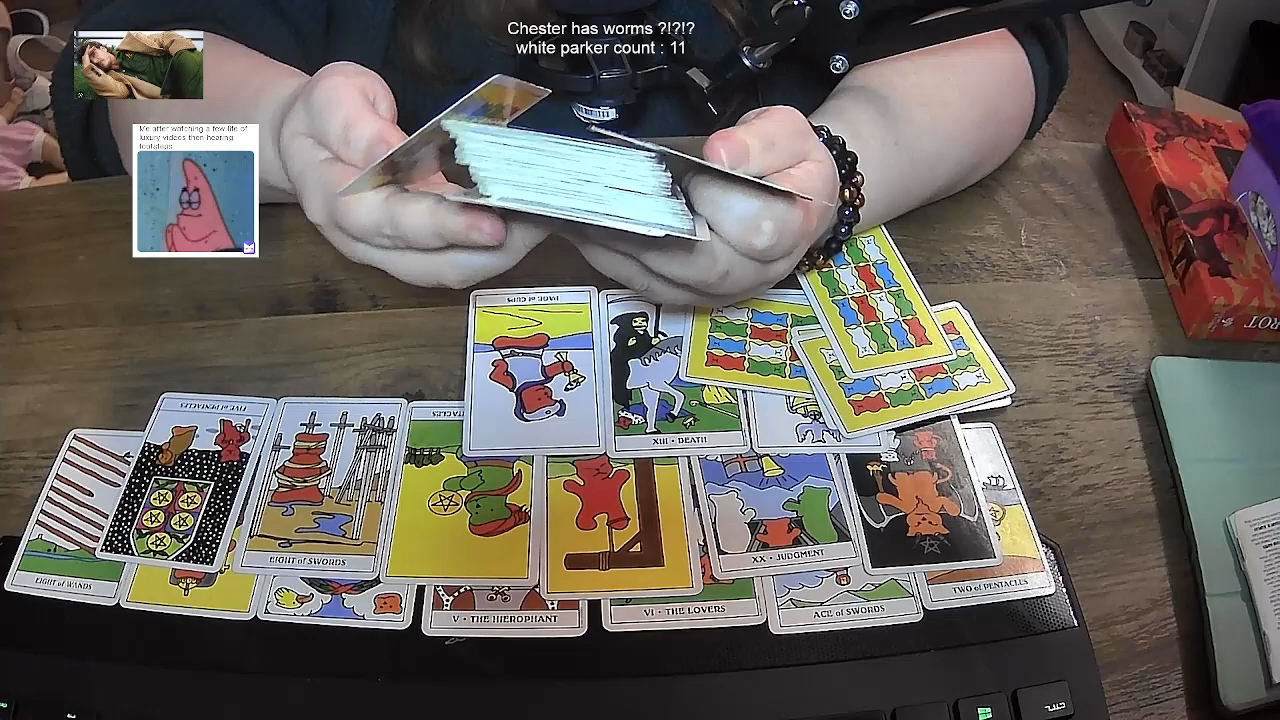 Chester has worms ?!?!?
white parker count : 11
Me after watching a few life of
luxury videos then hearing
footsteps
PAGE of CUPS
XIII • DEATH
FIVE of PENTACLES
EIGHT of WANDS
EIGHT of SWORDS
V • THE HIEROPHANT
VI • THE LOVERS
XX • JUDGMENT
ACE of SWORDS
TWO of PENTACLES
CTRL